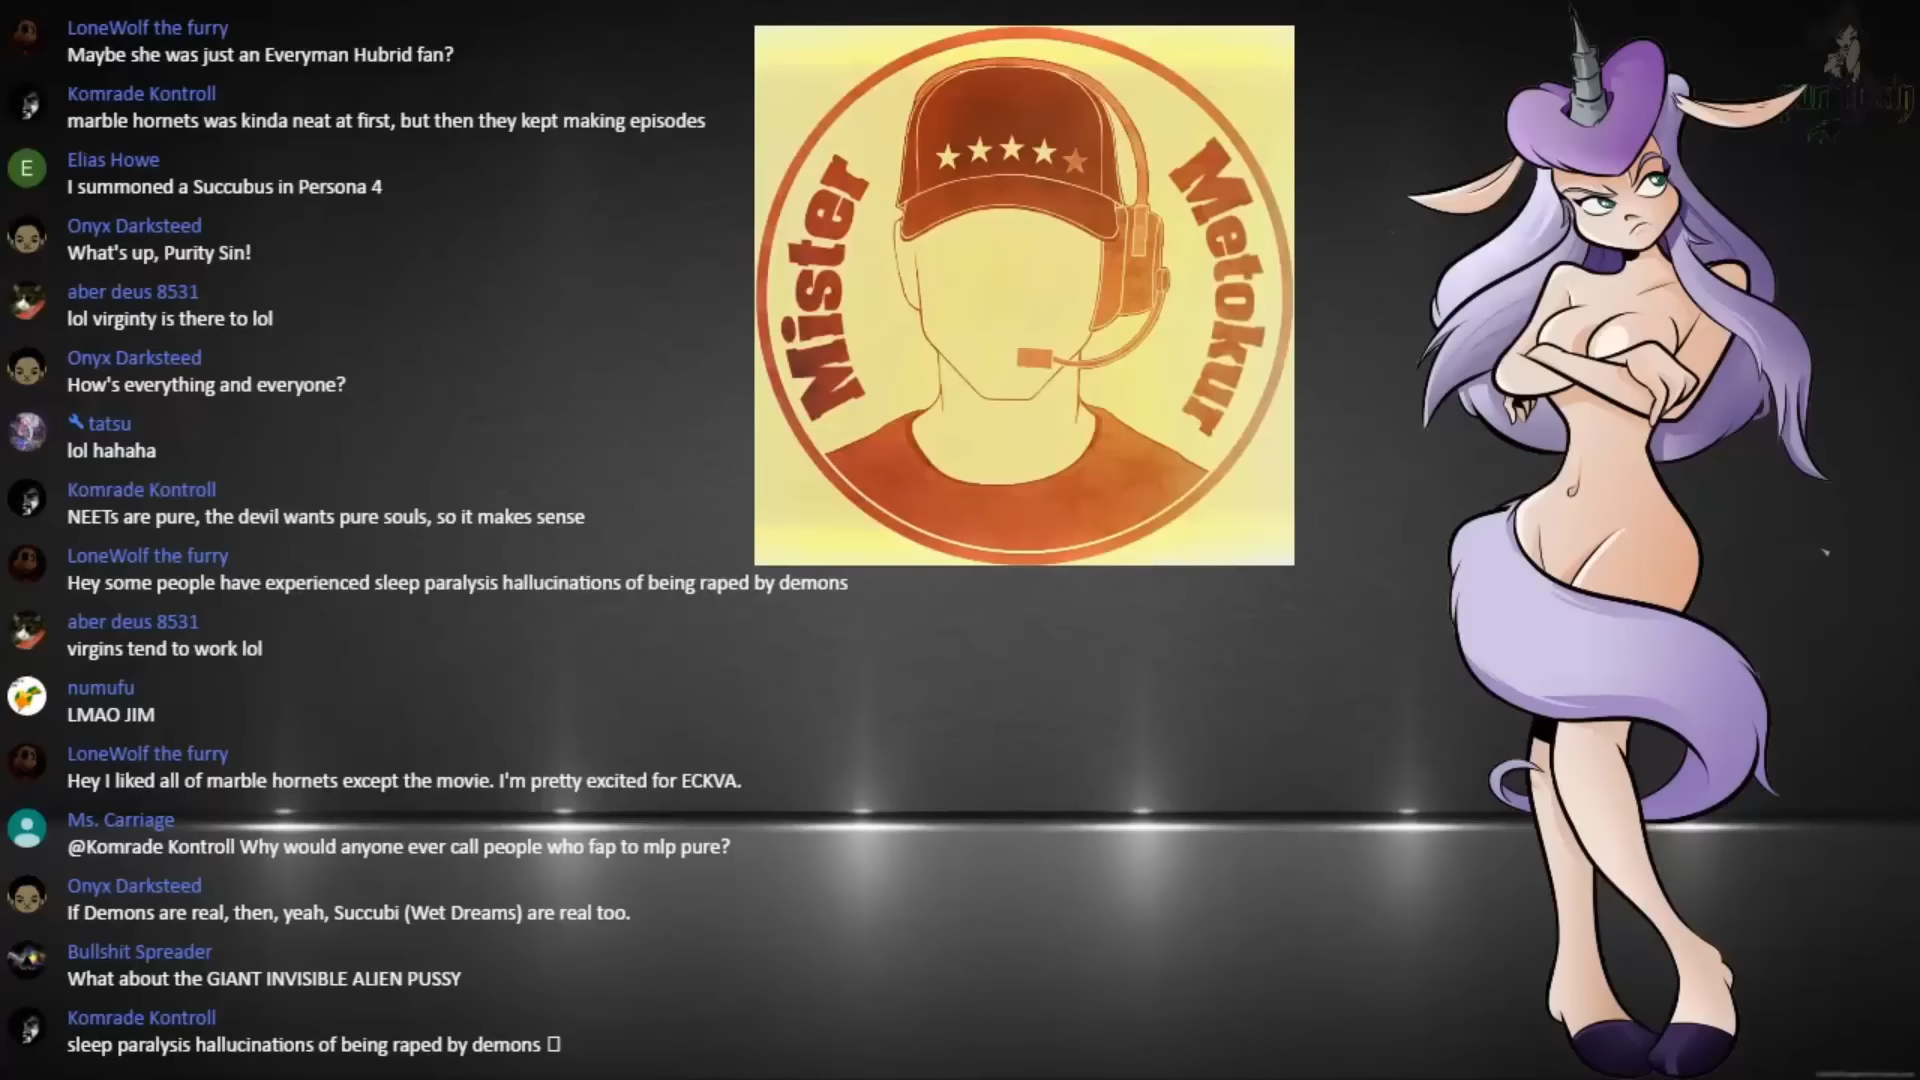 LoneWolf the furry
Maybe she was just an Everyman Hubrid fan?
Komrade Kontroll
marble hornets was kinda neat at first, but then they kept making episodes
E
Elias Howe
I summoned a Succubus in Persona 4
Onyx Darksteed
What's up, Purity Sin!
aber deus 8531
lol virginty is there to lol
Onyx Darksteed
How's everything and everyone?
tatsu
lol hahaha
Komrade Kontroll
NEETs are pure, the devil wants pure souls, so it makes sense
LoneWolf the furry
Hey some people have experienced sleep paralysis hallucinations of being raped by demons
aber deus 8531
virgins tend to work lol
numufu
LMAO JIM
LoneWolf the furry
Hey I liked all of marble hornets except the movie. I'm pretty excited for ECKVA.
Ms. Carriage
@Komrade Kontroll Why would anyone ever call people who fap to mlp pure?
Onyx Darksteed
If Demons are real, then, yeah, Succubi (Wet Dreams) are real too.
Bullshit Spreader
What about the GIANT INVISIBLE ALIEN PUSSY
Komrade Kontroll
sleep paralysis hallucinations of being raped by demons
Mister
Metokur